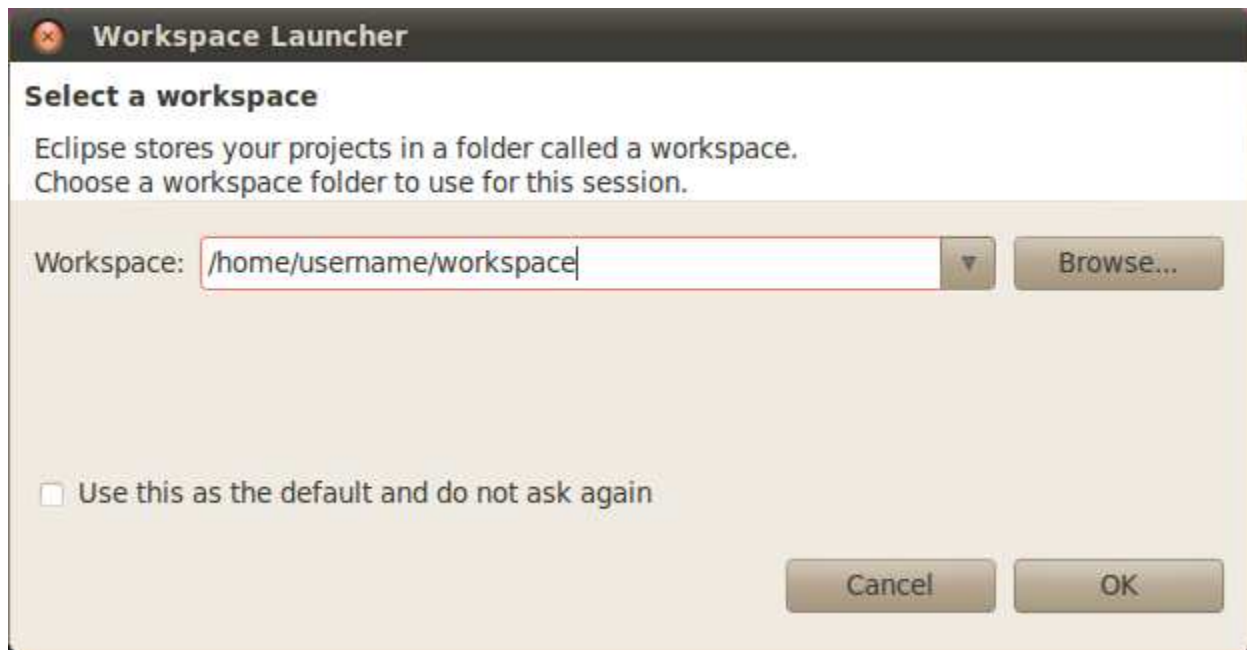 Workspace Launcher
Select a workspace
Eclipse stores your projects in a folder called a workspace.
Choose a workspace folder to use for this session.
Workspace: /home/username/workspace Browse...
Use this as the default and do not ask again
Cancel OK